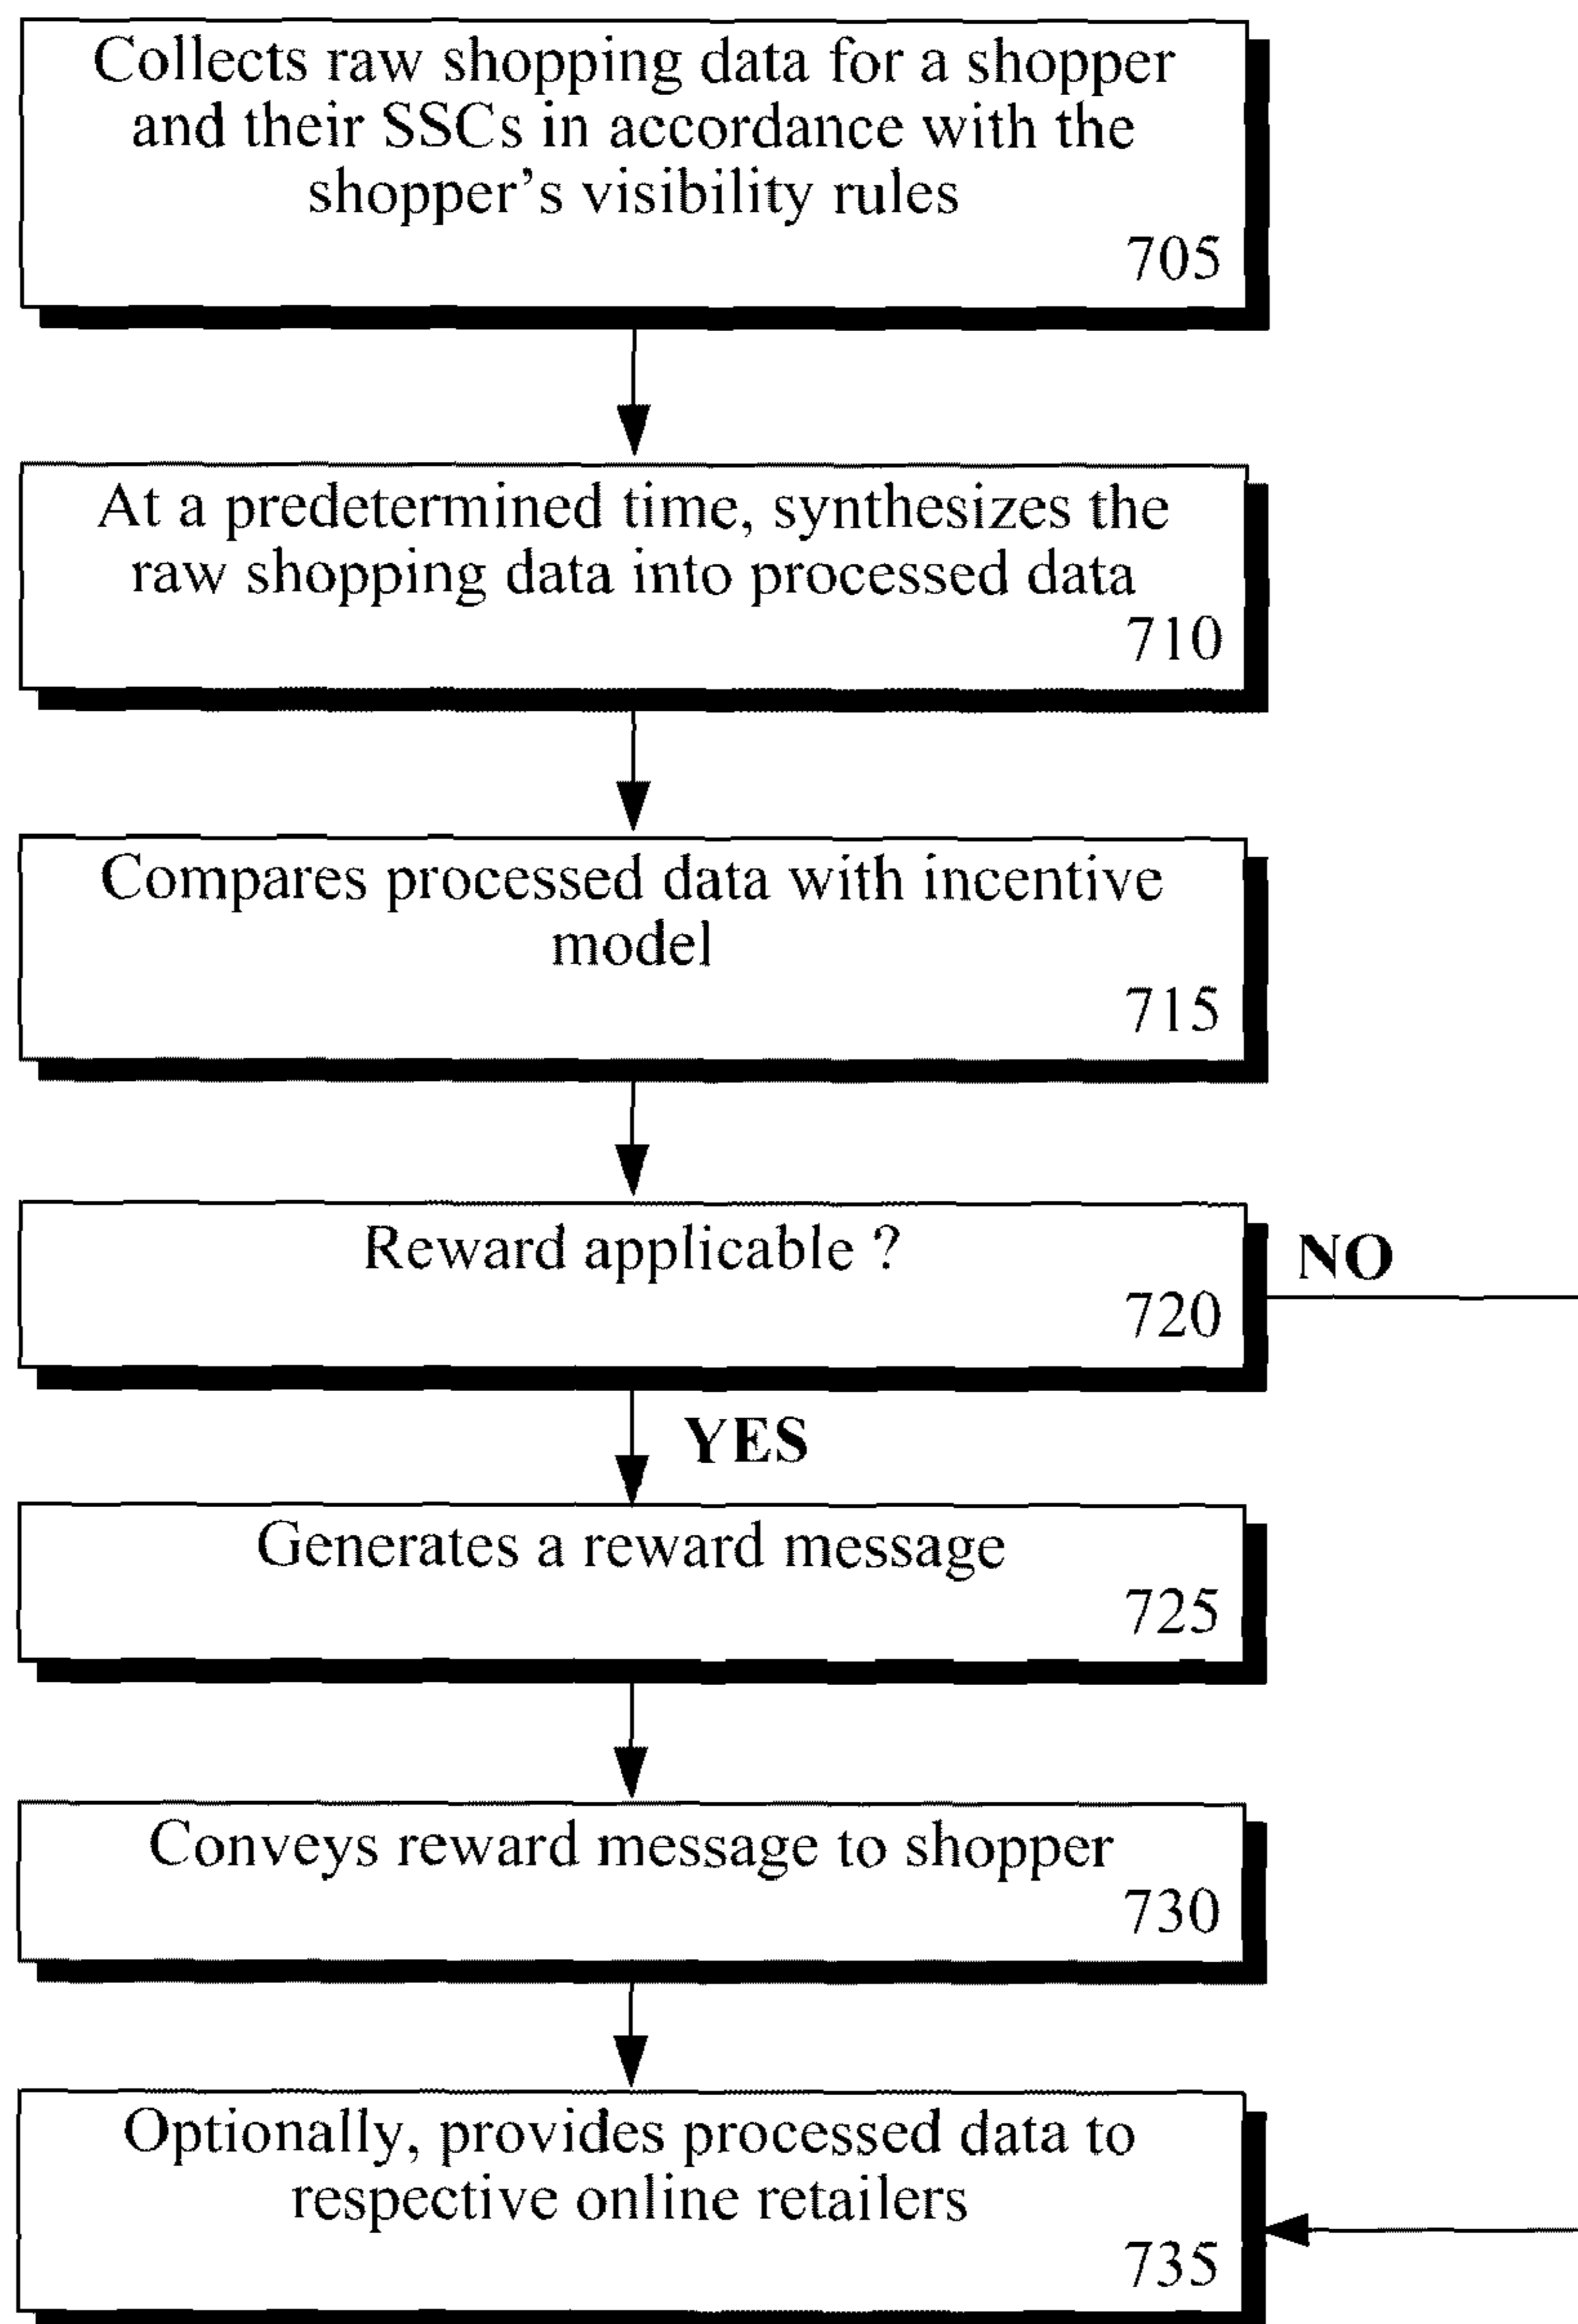 Collects raw shopping data for a shopper
and their SSCs in accordance with the
shopper’s visibility rules
705
At a predetermined time, synthesizes the
raw shopping data into processed data
710
Compares processed data with incentive
model
715
Reward applicable ?
720
NO
YES
Generates a reward message
725
Conveys reward message to shopper
730
Optionally, provides processed data to
respective online retailers
735